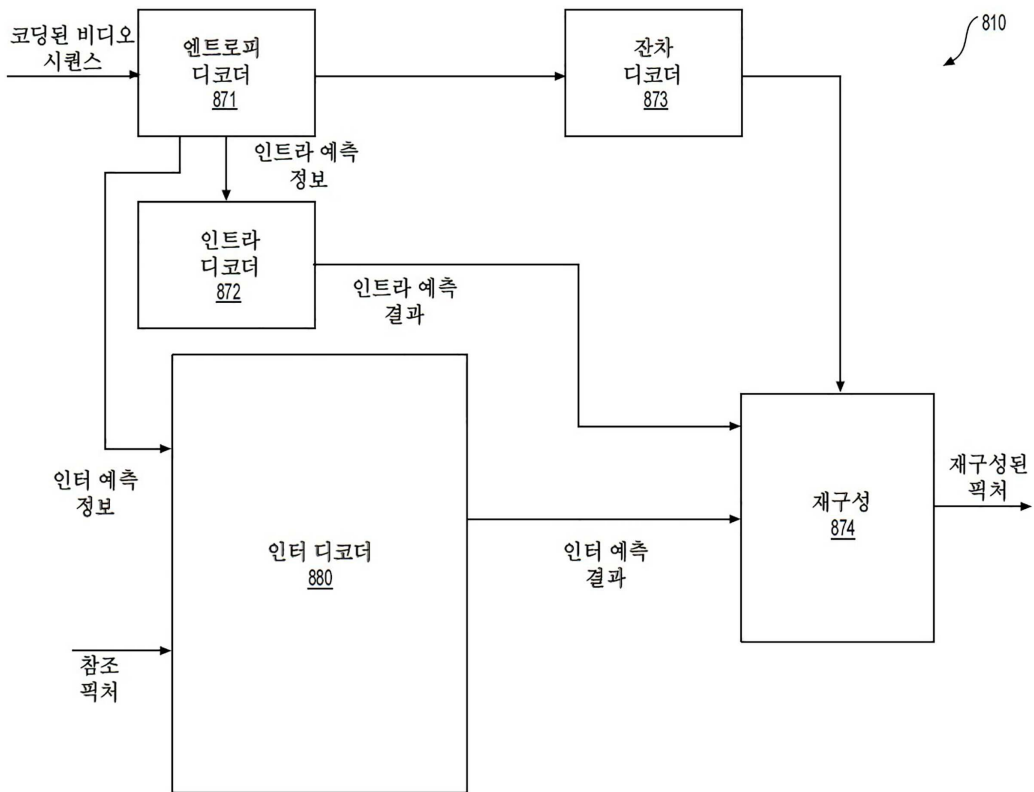 코딩된 비디오
시퀀스
엔트로피
디코더
871
잔차
디코더
873
810
인트라 예측
정보
인트라
디코더
872
인트라 예측
결과
인터 예측
정보
인터 디코더
880
인터 예측
결과
재구성
874
재구성된
픽처
참조
픽처